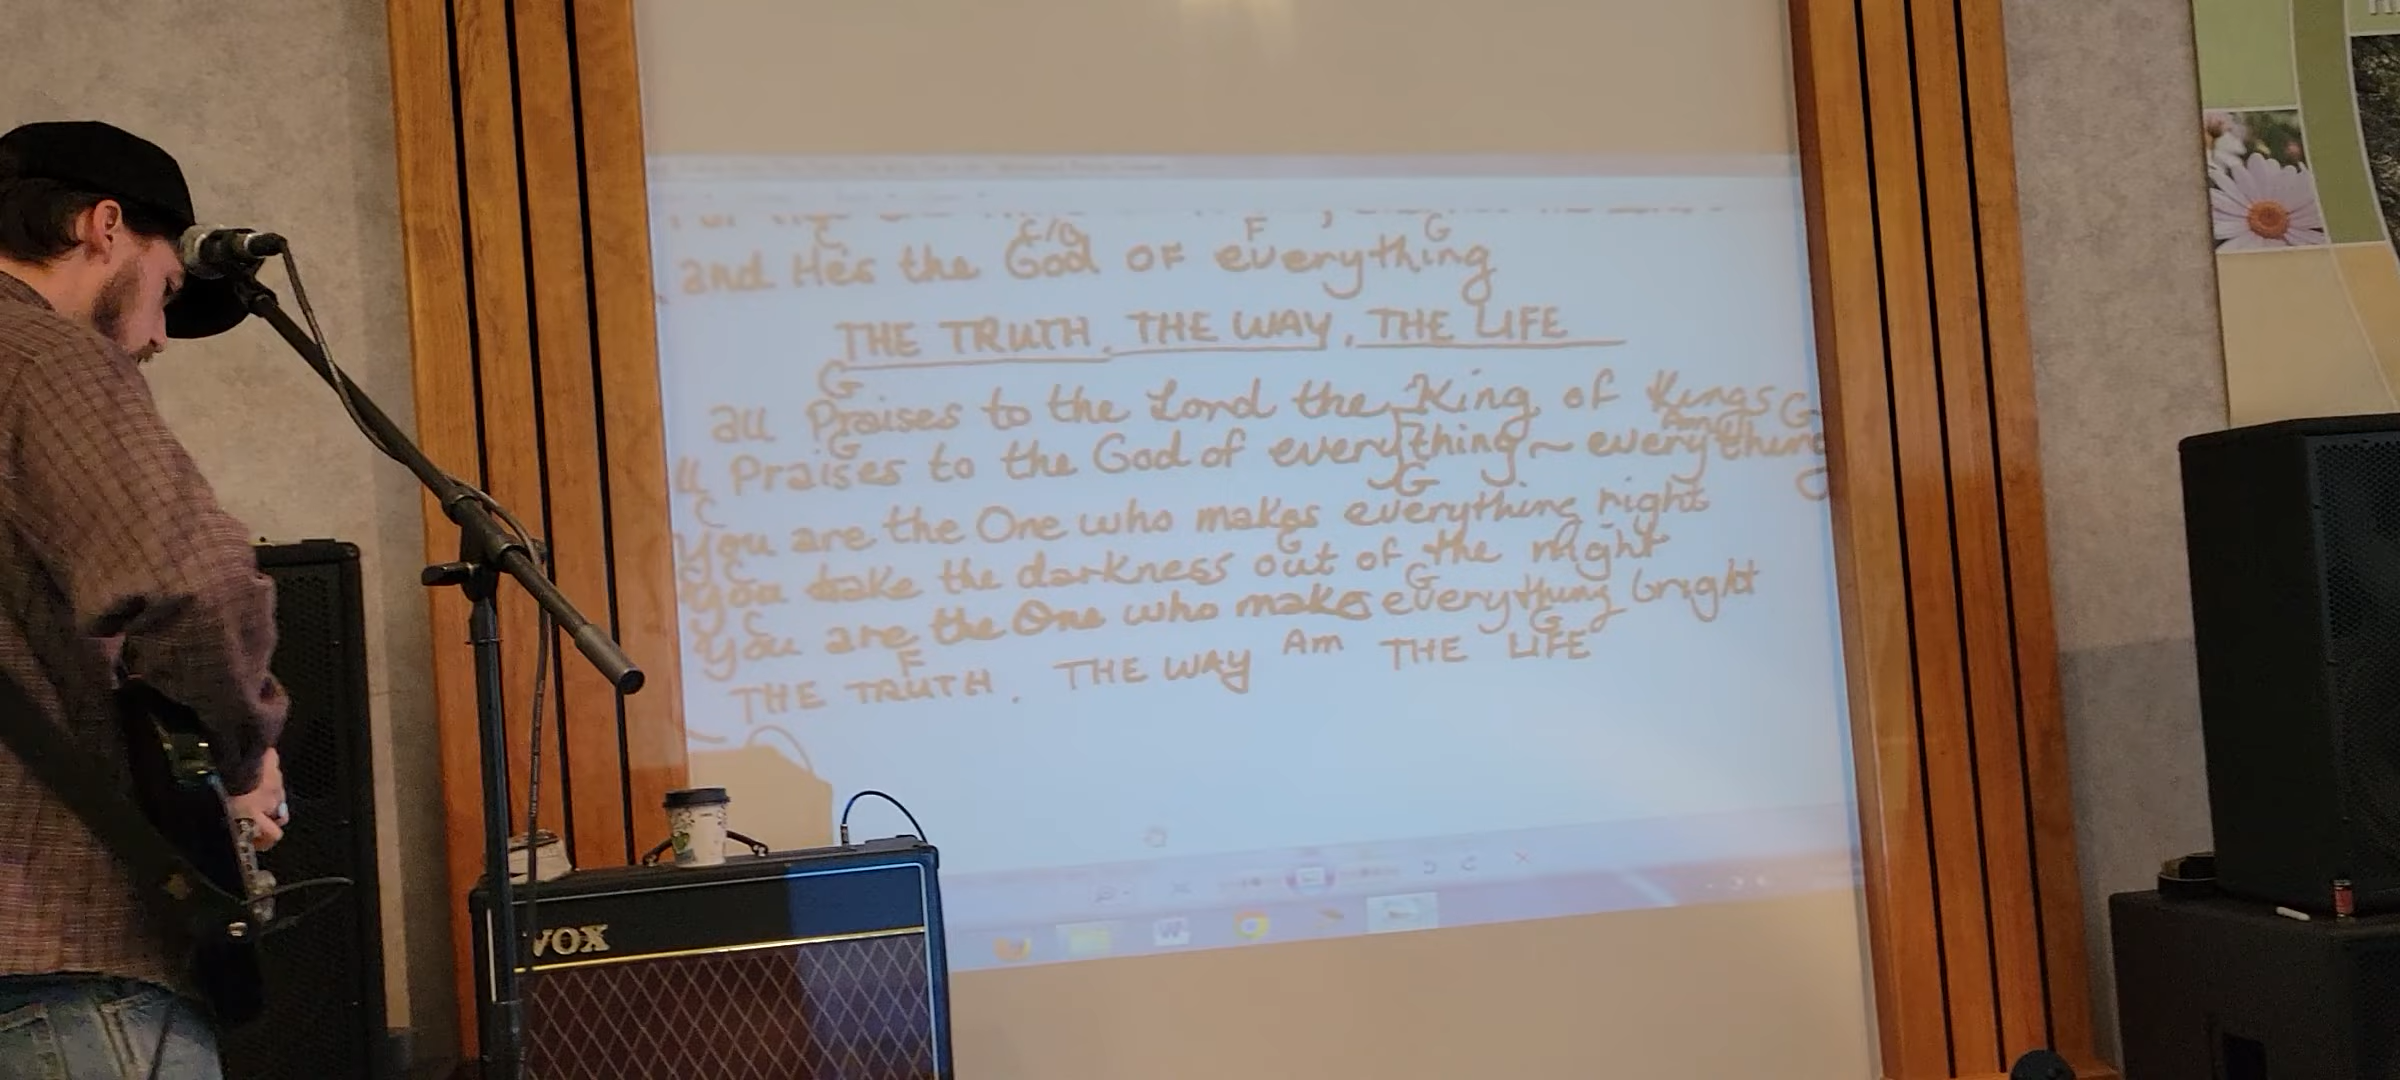 C C/G F G
and He's the God of everything
THE TRUTH, THE WAY, THE LIFE
G
all Praises to the Lord the King of Kings
G F Am G
all Praises to the God of everything ~ everything
C G
You are the One who makes everything right
C G
You take the darkness out of the night
C G
You are the One who makes everything bright
F Am G
THE TRUTH. THE WAY THE LIFE
VOX